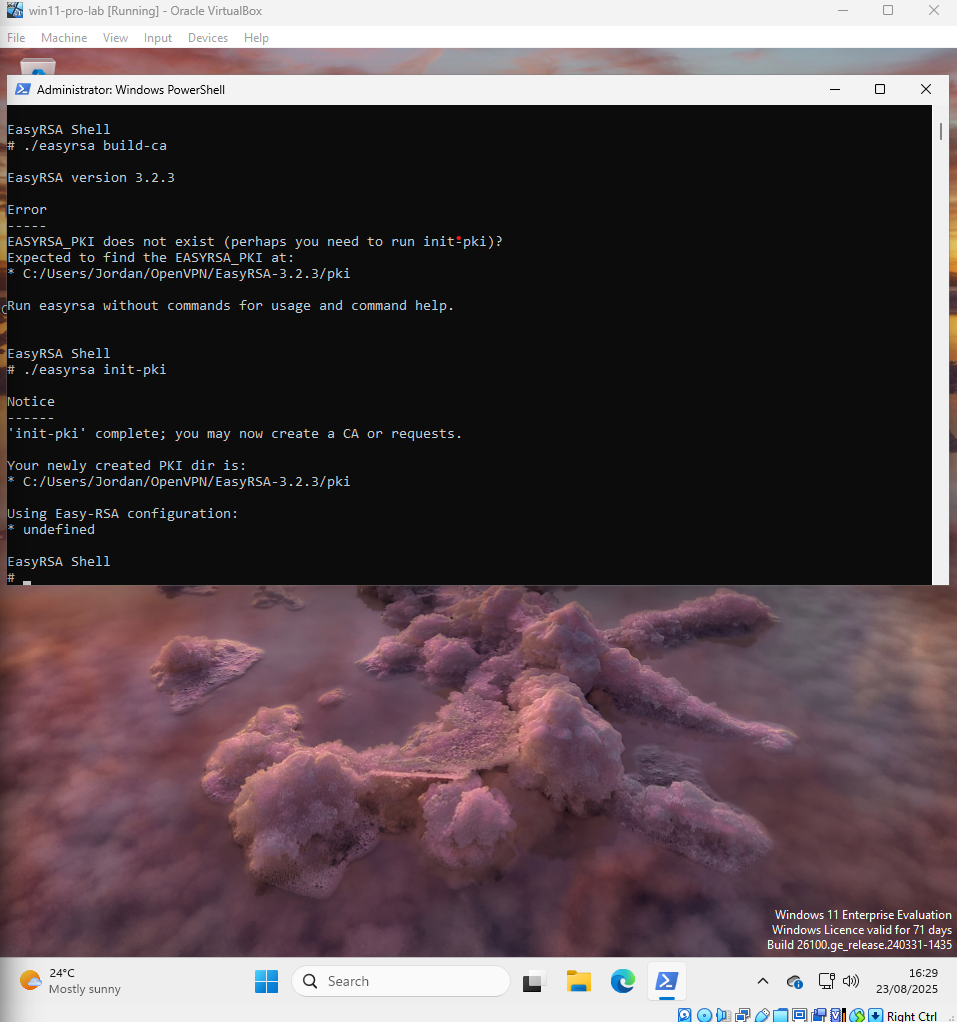 win11-pro-lab [Running] - Oracle VirtualBox
File Machine View Input Devices Help
Administrator: Windows PowerShell
EasyRSA Shell
# ./easyrsa build-ca
EasyRSA version 3.2.3
Error
-----
EASYRSA_PKI does not exist (perhaps you need to run init-pki)?
Expected to find the EASYRSA_PKI at:
* C:/Users/Jordan/OpenVPN/EasyRSA-3.2.3/pki
Run easyrsa without commands for usage and command help.
EasyRSA Shell
# ./easyrsa init-pki
Notice
------
'init-pki' complete; you may now create a CA or requests.
Your newly created PKI dir is:
* C:/Users/Jordan/OpenVPN/EasyRSA-3.2.3/pki
Using Easy-RSA configuration:
* undefined
EasyRSA Shell
#
Windows 11 Enterprise Evaluation
Windows Licence valid for 71 days
Build 26100.ge_release.240331-1435
24°C
Mostly sunny
Search
16:29
23/08/2025
Right Ctrl